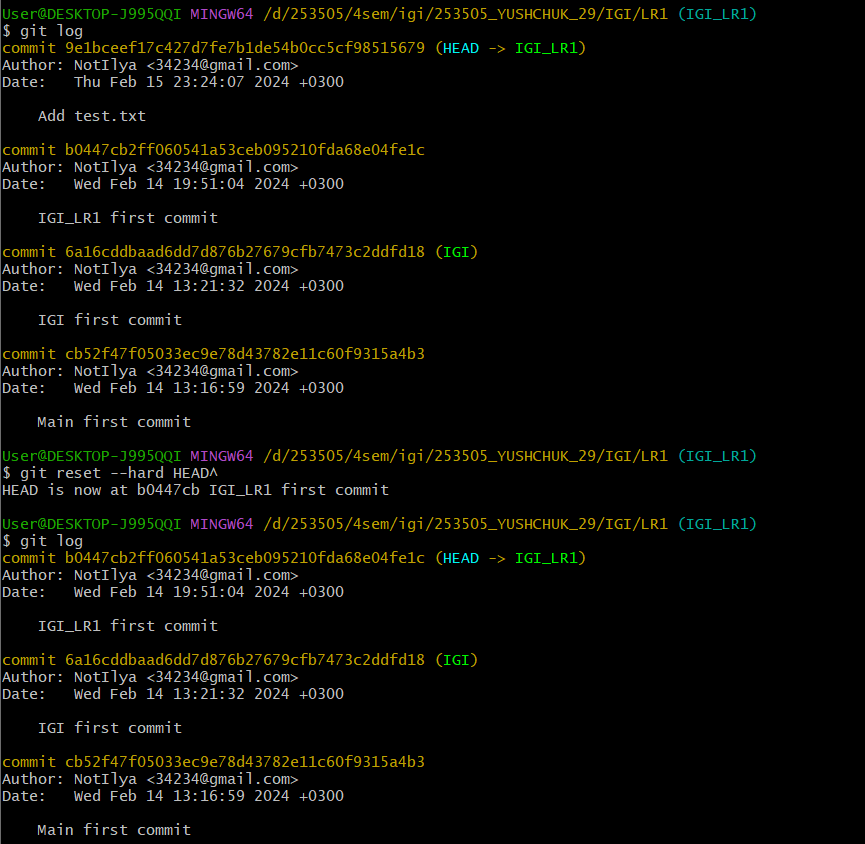 User@DESKTOP-J995QQI MINGW64 /d/253505/4sem/igi/253505_YUSHCHUK_29/IGI/LR1 (IGI_LR1)
$ git log
commit 9e1bceef17c427d7fe7b1de54b0cc5cf98515679 (HEAD -> IGI_LR1)
Author: NotIlya <34234@gmail.com>
Date:   Thu Feb 15 23:24:07 2024 +0300

    Add test.txt

commit b0447cb2ff060541a53ceb095210fda68e04fe1c
Author: NotIlya <34234@gmail.com>
Date:   Wed Feb 14 19:51:04 2024 +0300

    IGI_LR1 first commit

commit 6a16cddbaad6dd7d876b27679cfb7473c2ddfd18 (IGI)
Author: NotIlya <34234@gmail.com>
Date:   Wed Feb 14 13:21:32 2024 +0300

    IGI first commit

commit cb52f47f05033ec9e78d43782e11c60f9315a4b3
Author: NotIlya <34234@gmail.com>
Date:   Wed Feb 14 13:16:59 2024 +0300

    Main first commit

User@DESKTOP-J995QQI MINGW64 /d/253505/4sem/igi/253505_YUSHCHUK_29/IGI/LR1 (IGI_LR1)
$ git reset --hard HEAD^
HEAD is now at b0447cb IGI_LR1 first commit

User@DESKTOP-J995QQI MINGW64 /d/253505/4sem/igi/253505_YUSHCHUK_29/IGI/LR1 (IGI_LR1)
$ git log
commit b0447cb2ff060541a53ceb095210fda68e04fe1c (HEAD -> IGI_LR1)
Author: NotIlya <34234@gmail.com>
Date:   Wed Feb 14 19:51:04 2024 +0300

    IGI_LR1 first commit

commit 6a16cddbaad6dd7d876b27679cfb7473c2ddfd18 (IGI)
Author: NotIlya <34234@gmail.com>
Date:   Wed Feb 14 13:21:32 2024 +0300

    IGI first commit

commit cb52f47f05033ec9e78d43782e11c60f9315a4b3
Author: NotIlya <34234@gmail.com>
Date:   Wed Feb 14 13:16:59 2024 +0300

    Main first commit